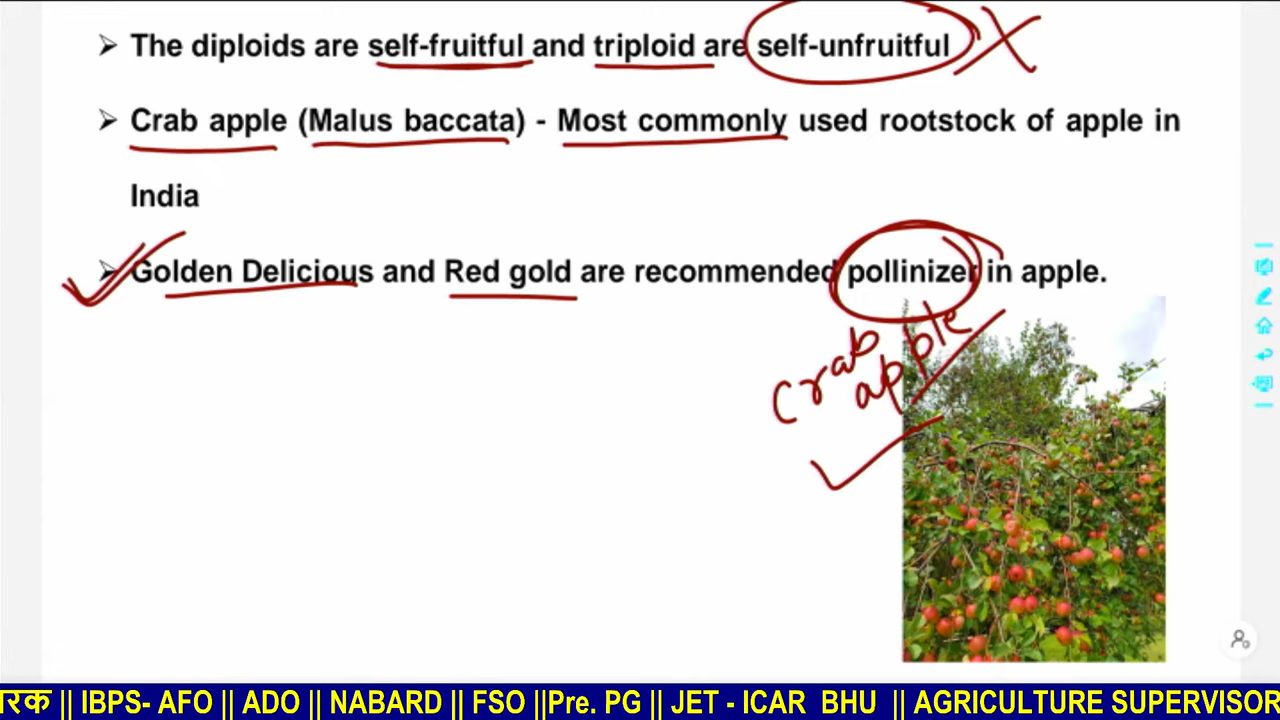 ➢ The diploids are self-fruitful and triploid are self-unfruitful
➢ Crab apple (Malus baccata) - Most commonly used rootstock of apple in
India
➢ Golden Delicious and Red gold are recommended pollinizer in apple.
Crab
apple
रक || IBPS- AFO || ADO || NABARD || FSO ||Pre. PG || JET - ICAR BHU || AGRICULTURE SUPERVISOR